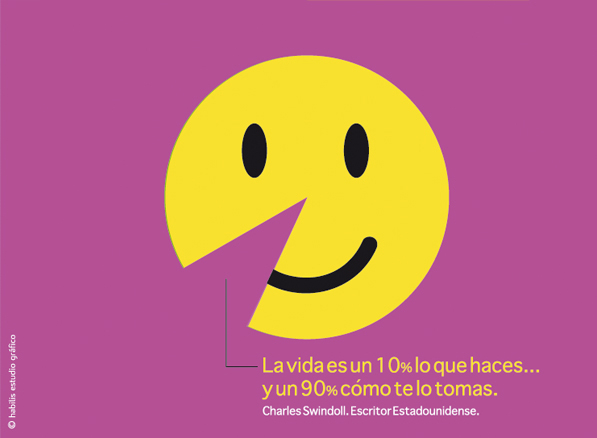 La vida es un 10% lo que haces...
y un 90% cómo te lo tomas.
Charles Swindoll. Escritor Estadounidense.
© habilis estudio gráfico